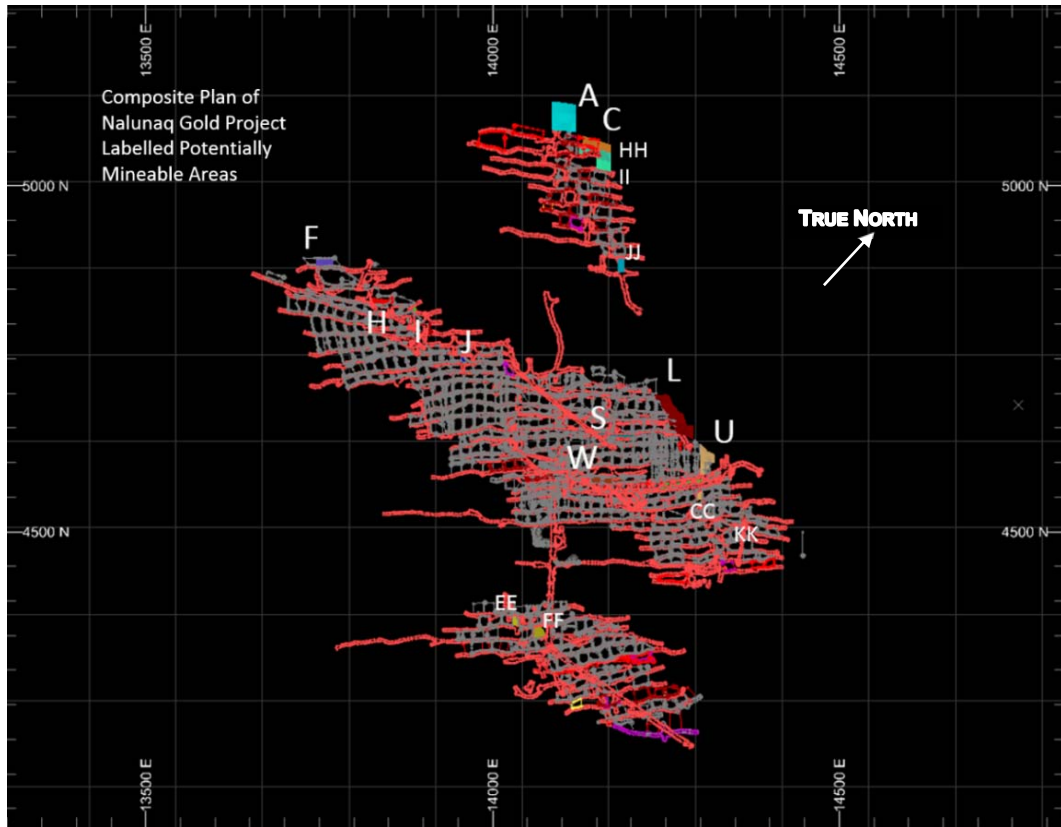 13500 E
14000 E
14500 E
Composite Plan of
Nalunaq Gold Project
Labelled Potentially
Mineable Areas
A
C
HH
II
5000 N
5000 N
TRUE NORTH
F
JJ
H
I
J
L
S
U
W
CC
KK
4500 N
4500 N
EE
FF
13500 E
14000 E
14500 E